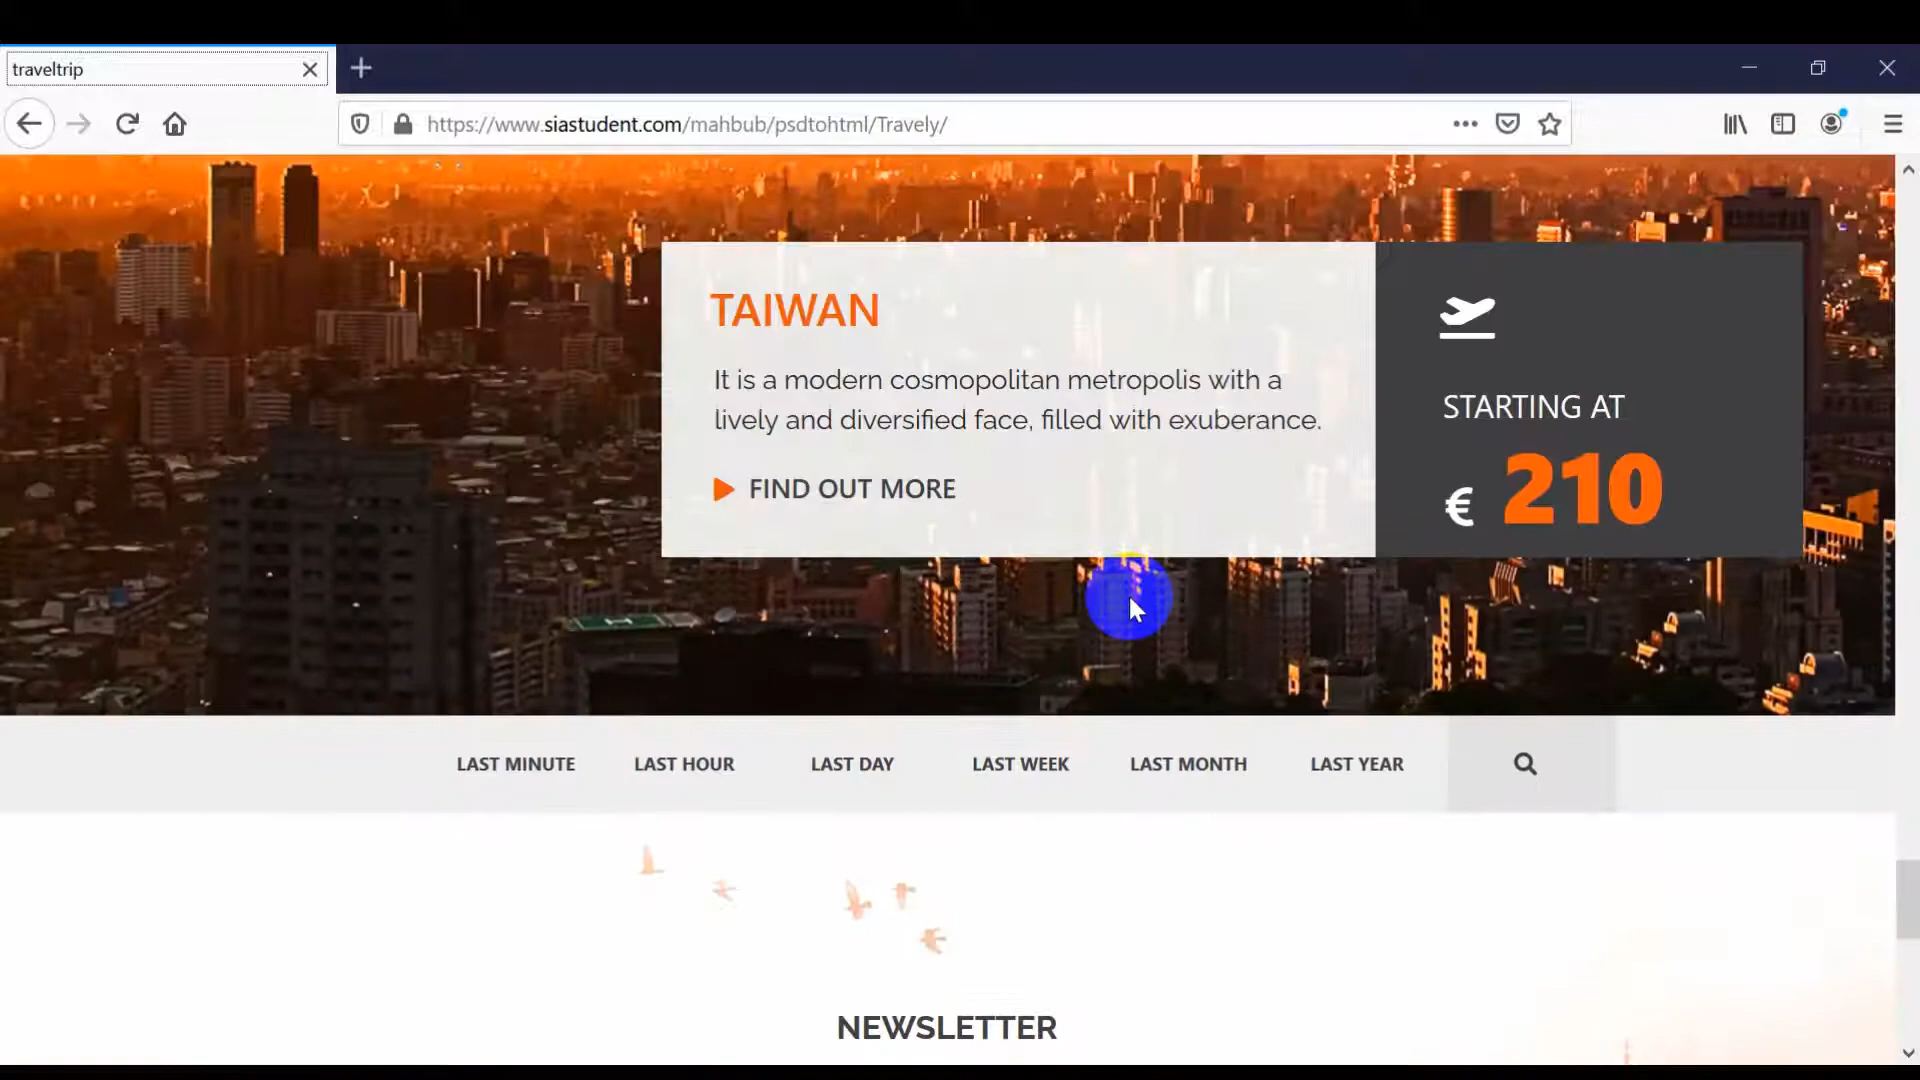 traveltrip
https://www.siastudent.com/mahbub/psdtohtml/Travely/
TAIWAN
It is a modern cosmopolitan metropolis with a
lively and diversified face, filled with exuberance.
FIND OUT MORE
STARTING AT
€ 210
LAST MINUTE LAST HOUR LAST DAY LAST WEEK LAST MONTH LAST YEAR
NEWSLETTER